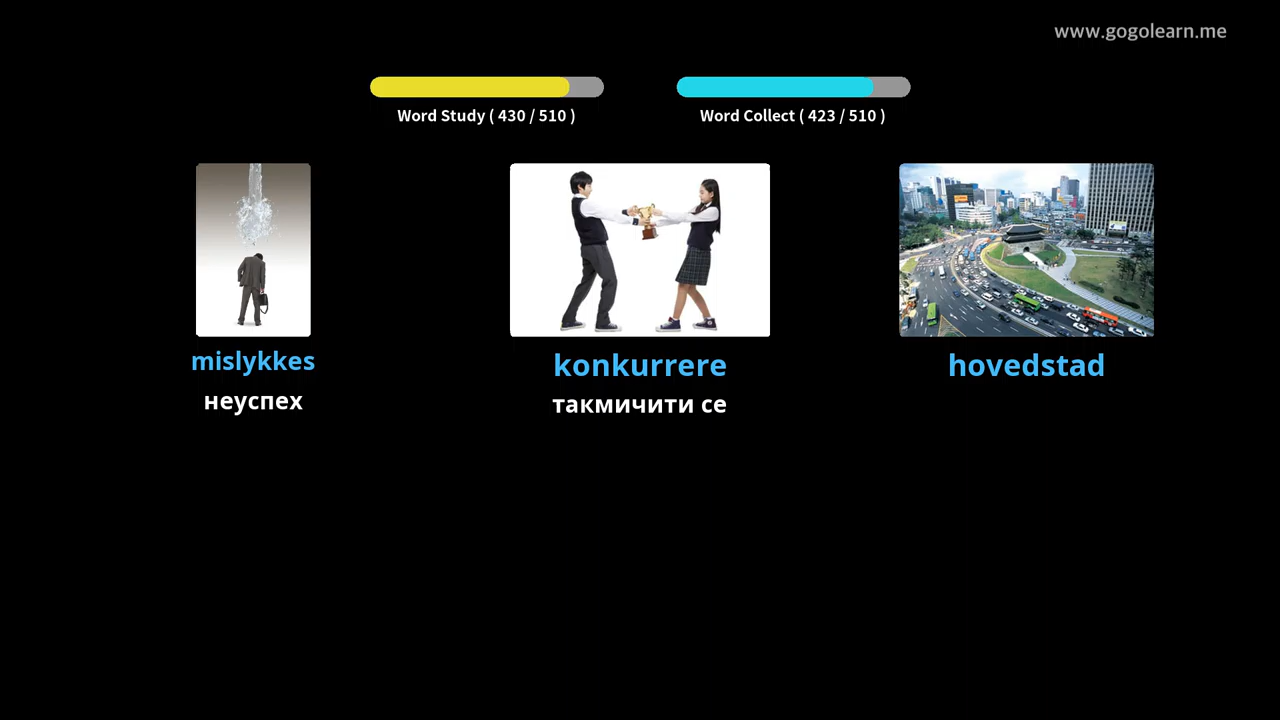 www.gogolearn.me
Word Study ( 430 / 510 )
Word Collect ( 423 / 510 )
mislykkes
неуспех
konkurrere
такмичити се
hovedstad